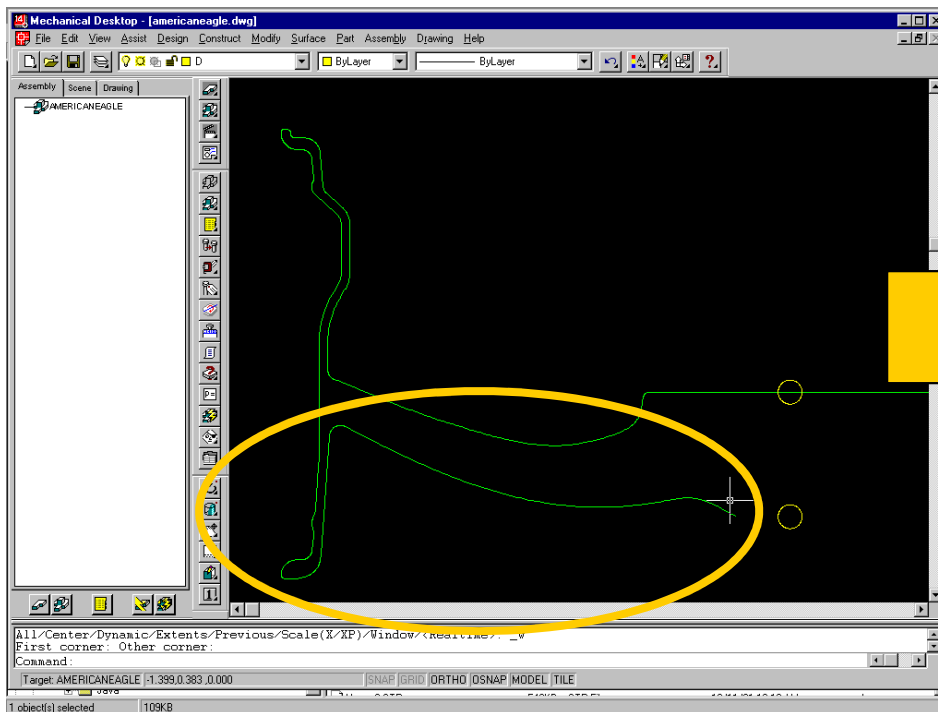 Mechanical Desktop - [americaneagle.dwg]
File Edit View Assist Design Construct Modify Surface Part Assembly Drawing Help
D ByLayer ByLayer
Assembly Scene Drawing
AMERICANEAGLE
All/Center/Dynamic/Extents/Previous/Scale(X/XP)/Window/<Realtime>: _w
First corner: Other corner:
Command:
Target: AMERICANEAGLE -1.399,0.383 ,0.000 SNAP GRID ORTHO OSNAP MODEL TILE
Java
1 object(s) selected 109KB